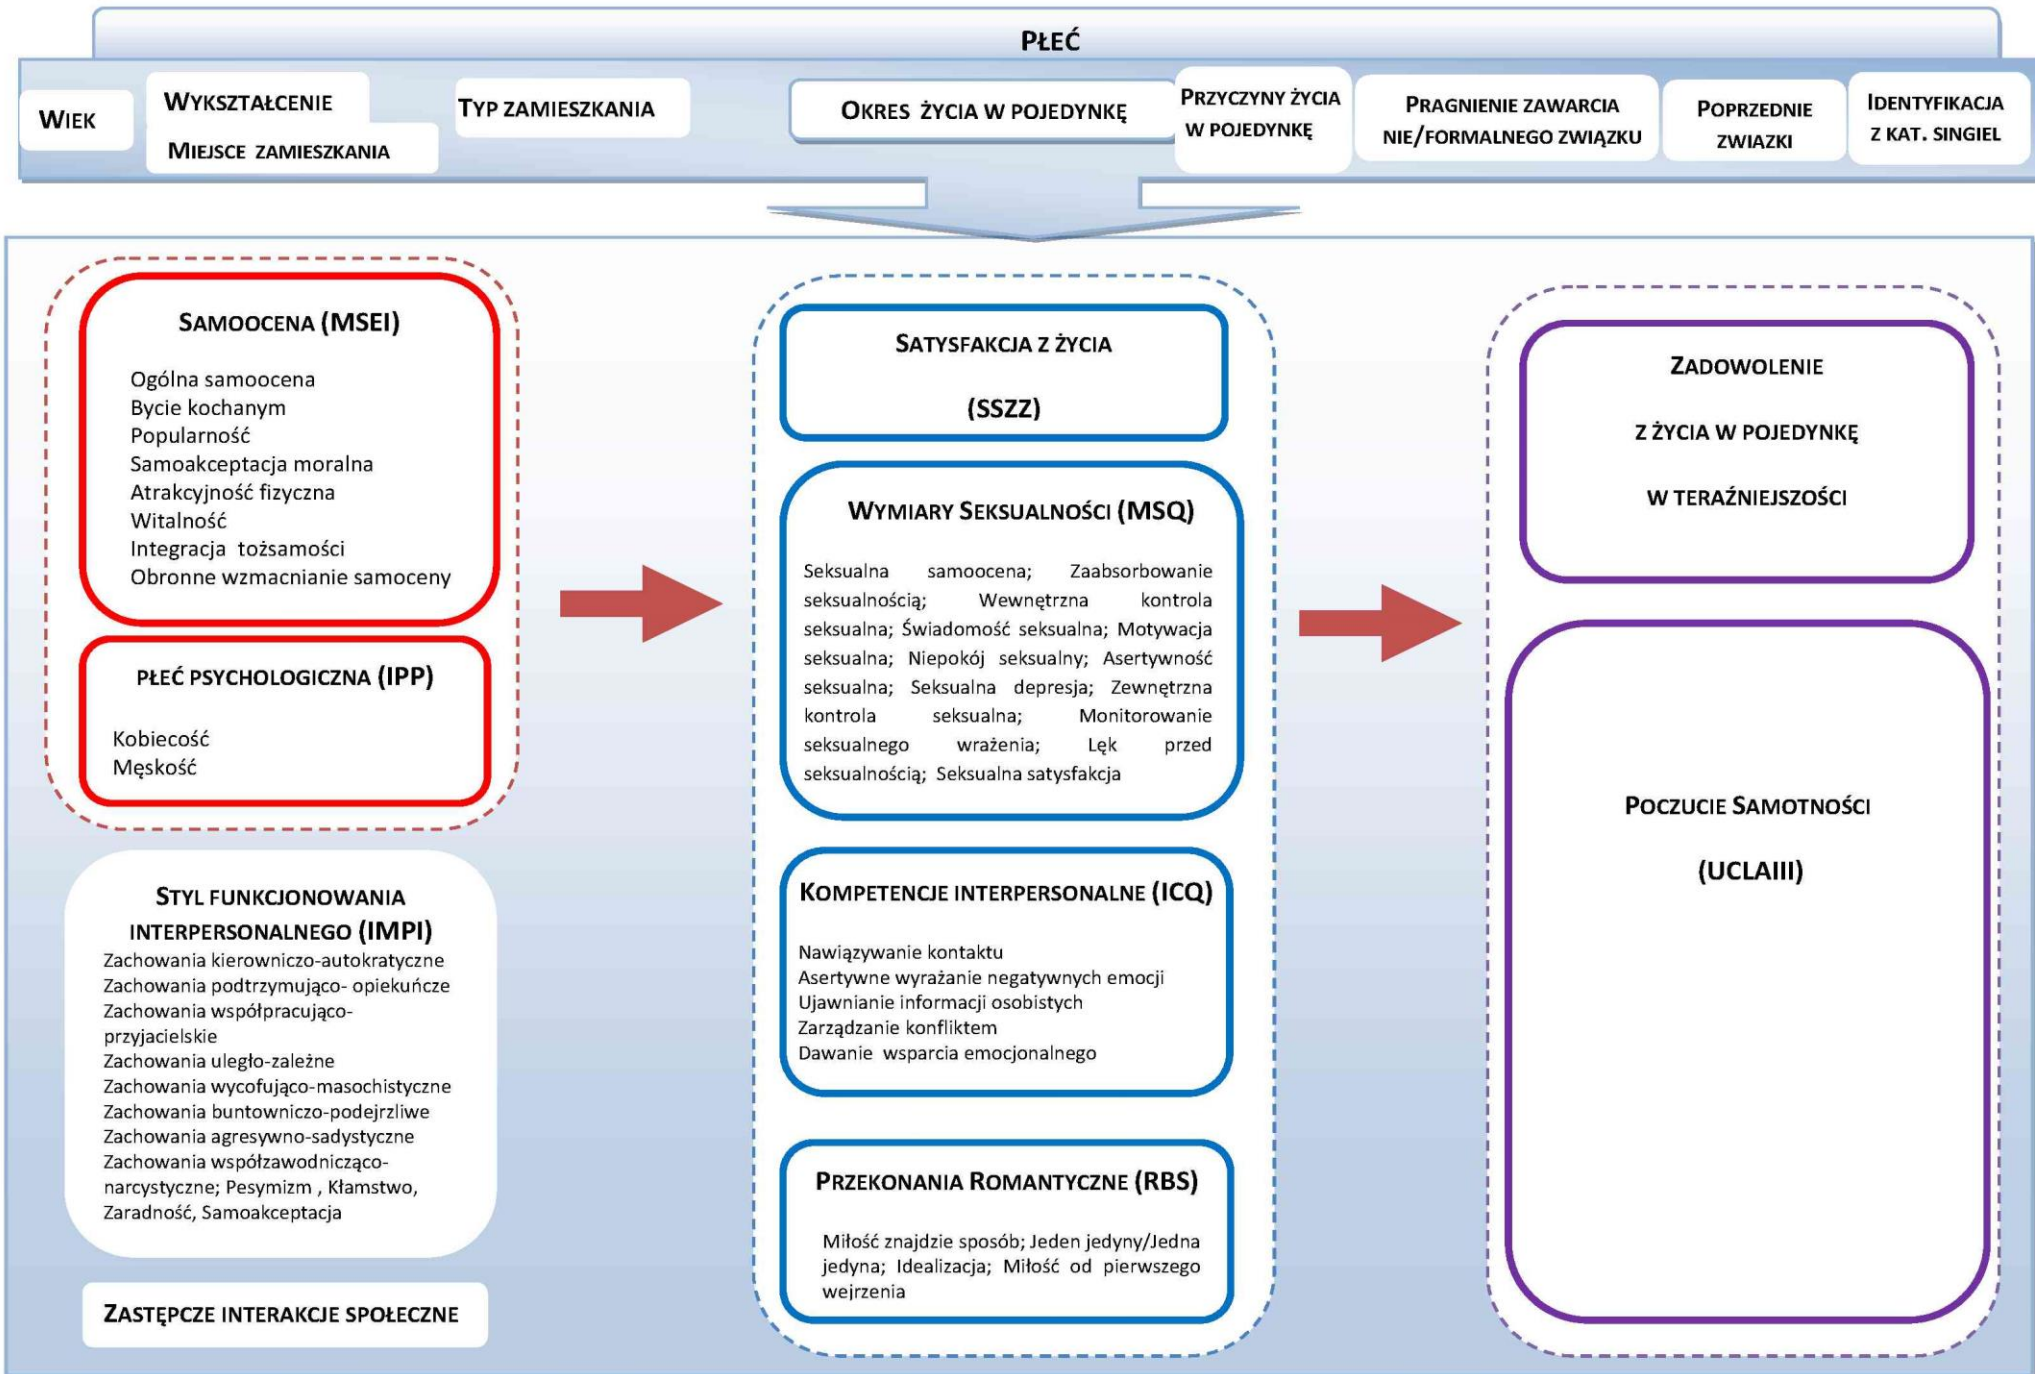 PŁEĆ
WIEK
WYKSZTAŁCENIE
MIEJSCE ZAMIESZKANIA
TYP ZAMIESZKANIA
OKRES ŻYCIA W POJEDYNKĘ
PRZYCZYNY ŻYCIA
W POJEDYNKĘ
PRAGNIENIE ZAWARCIA
NIE/FORMALNEGO ZWIĄZKU
POPRZEDNIE
ZWIAZKI
IDENTYFIKACJA
Z KAT. SINGIEL
SAMOOCENA (MSEI)
Ogólna samoocena
Bycie kochanym
Popularność
Samoakceptacja moralna
Atrakcyjność fizyczna
Witalność
Integracja tożsamości
Obronne wzmacnianie samoceny
PŁEĆ PSYCHOLOGICZNA (IPP)
Kobiecość
Męskość
STYL FUNKCJONOWANIA
INTERPERSONALNEGO (IMPI)
Zachowania kierowniczo-autokratyczne
Zachowania podtrzymująco- opiekuńcze
Zachowania współpracująco-
przyjacielskie
Zachowania uległo-zależne
Zachowania wycofująco-masochistyczne
Zachowania buntowniczo-podejrzliwe
Zachowania agresywno-sadystyczne
Zachowania współzawodnicząco-
narcystyczne; Pesymizm , Kłamstwo,
Zaradność, Samoakceptacja
ZASTĘPCZE INTERAKCJE SPOŁECZNE
SATYSFAKCJA Z ŻYCIA
(SSZZ)
WYMIARY SEKSUALNOŚCI (MSQ)
Seksualna samoocena; Zaabsorbowanie
seksualnością; Wewnętrzna kontrola
seksualna; Świadomość seksualna; Motywacja
seksualna; Niepokój seksualny; Asertywność
seksualna; Seksualna depresja; Zewnętrzna
kontrola seksualna; Monitorowanie
seksualnego wrażenia; Lęk przed
seksualnością; Seksualna satysfakcja
KOMPETENCJE INTERPERSONALNE (ICQ)
Nawiązywanie kontaktu
Asertywne wyrażanie negatywnych emocji
Ujawnianie informacji osobistych
Zarządzanie konfliktem
Dawanie wsparcia emocjonalnego
PRZEKONANIA ROMANTYCZNE (RBS)
Miłość znajdzie sposób; Jeden jedyny/Jedna
jedyna; Idealizacja; Miłość od pierwszego
wejrzenia
ZADOWOLENIE
Z ŻYCIA W POJEDYNKĘ
W TERAŹNIEJSZOŚCI
POCZUCIE SAMOTNOŚCI
(UCLAIII)